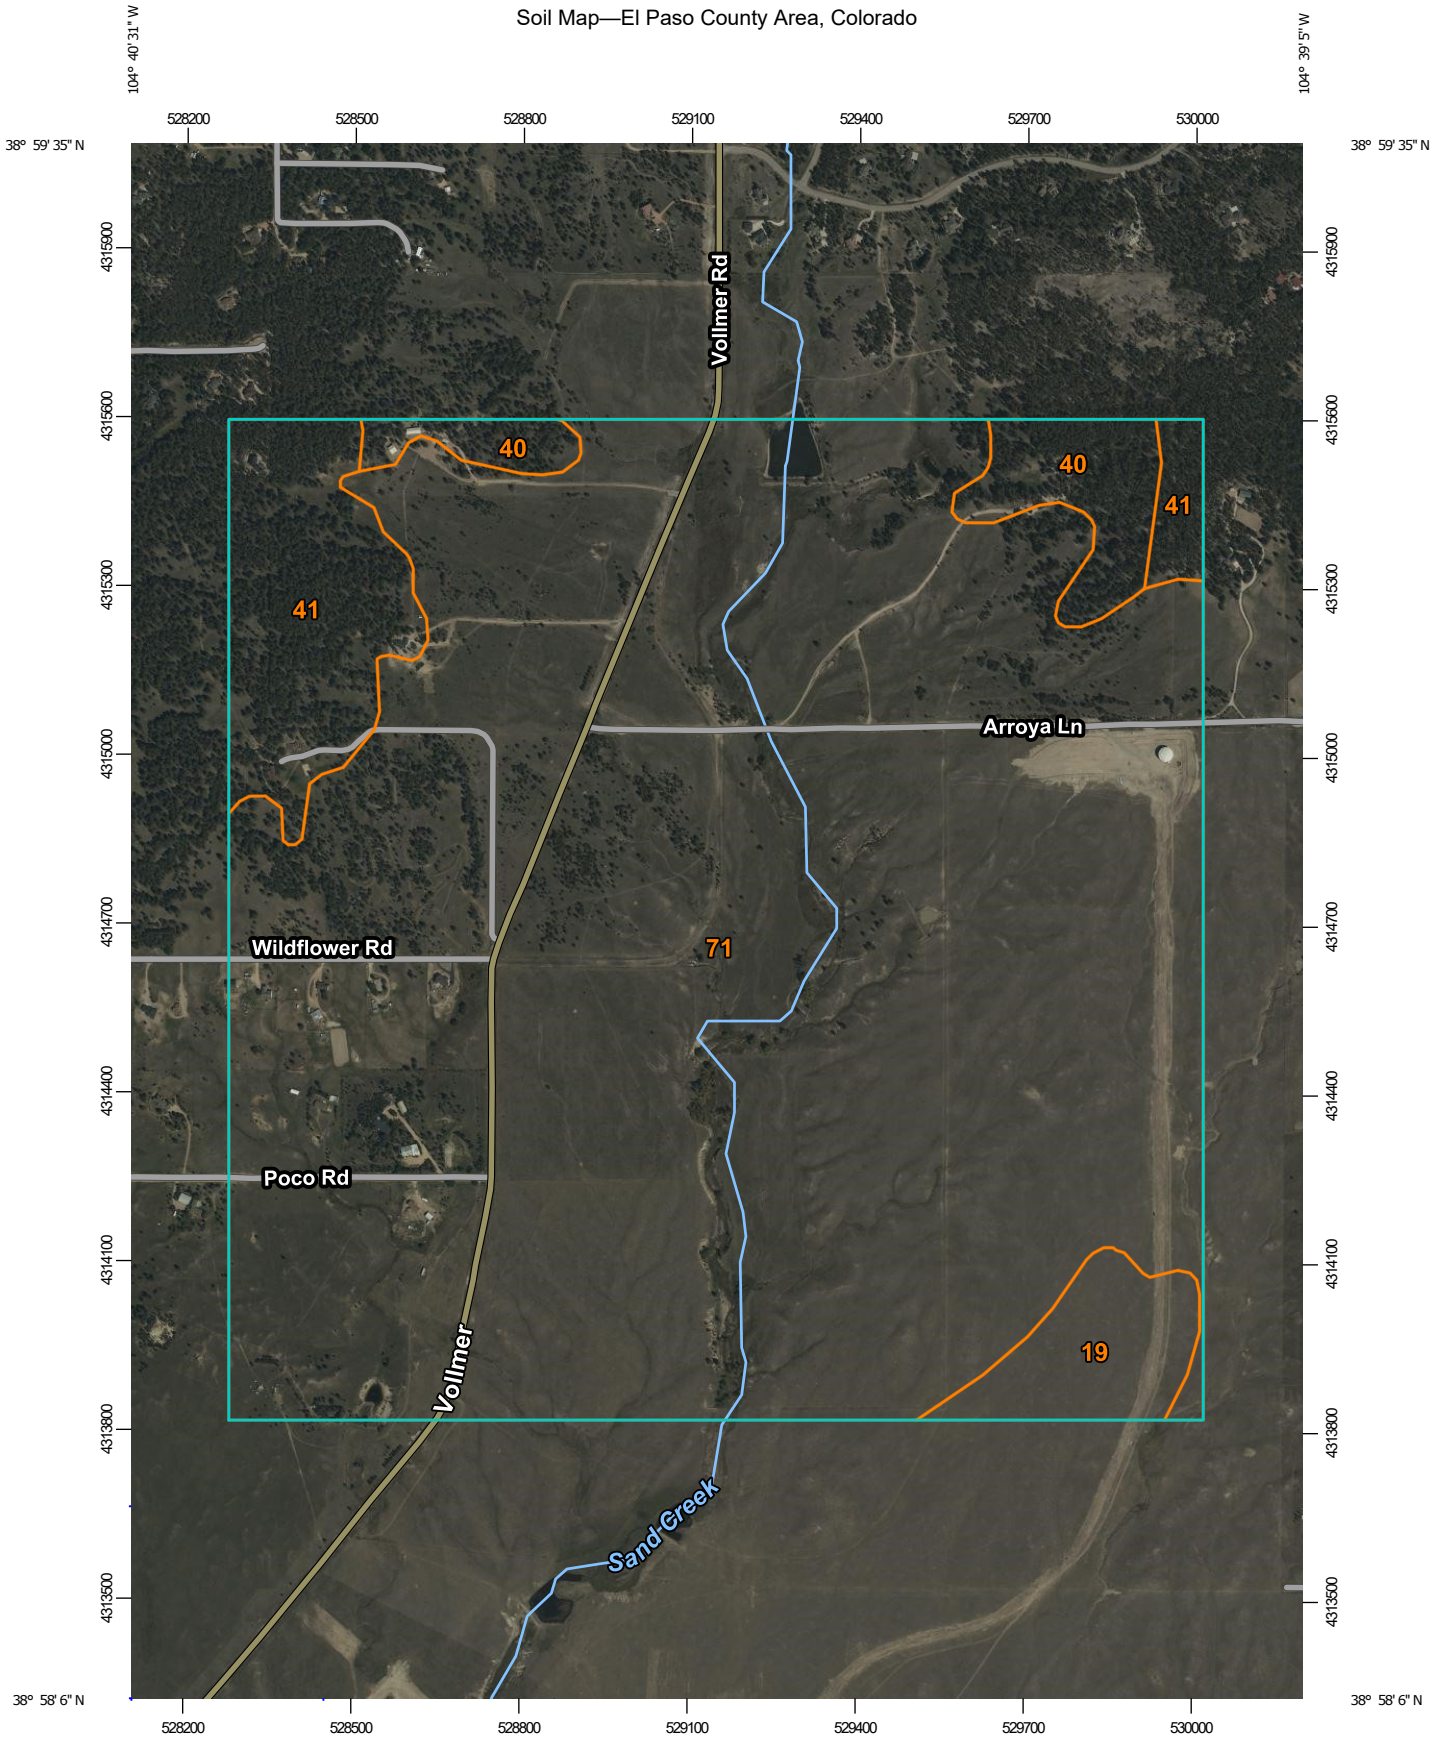 Soil Map—El Paso County Area, Colorado
104° 40' 31" W
104° 39' 5" W
528200
528500
528800
529100
529400
529700
530000
38° 59' 35" N
38° 59' 35" N
4315900
4315900
Vollmer Rd
4315600
4315600
40
40
41
4315300
4315300
41
Arroya Ln
4315000
4315000
4314700
4314700
Wildflower Rd
71
4314400
4314400
Poco Rd
4314100
4314100
19
Vollmer
4313800
4313800
Sand Creek
4313500
4313500
38° 58' 6" N
38° 58' 6" N
528200
528500
528800
529100
529400
529700
530000